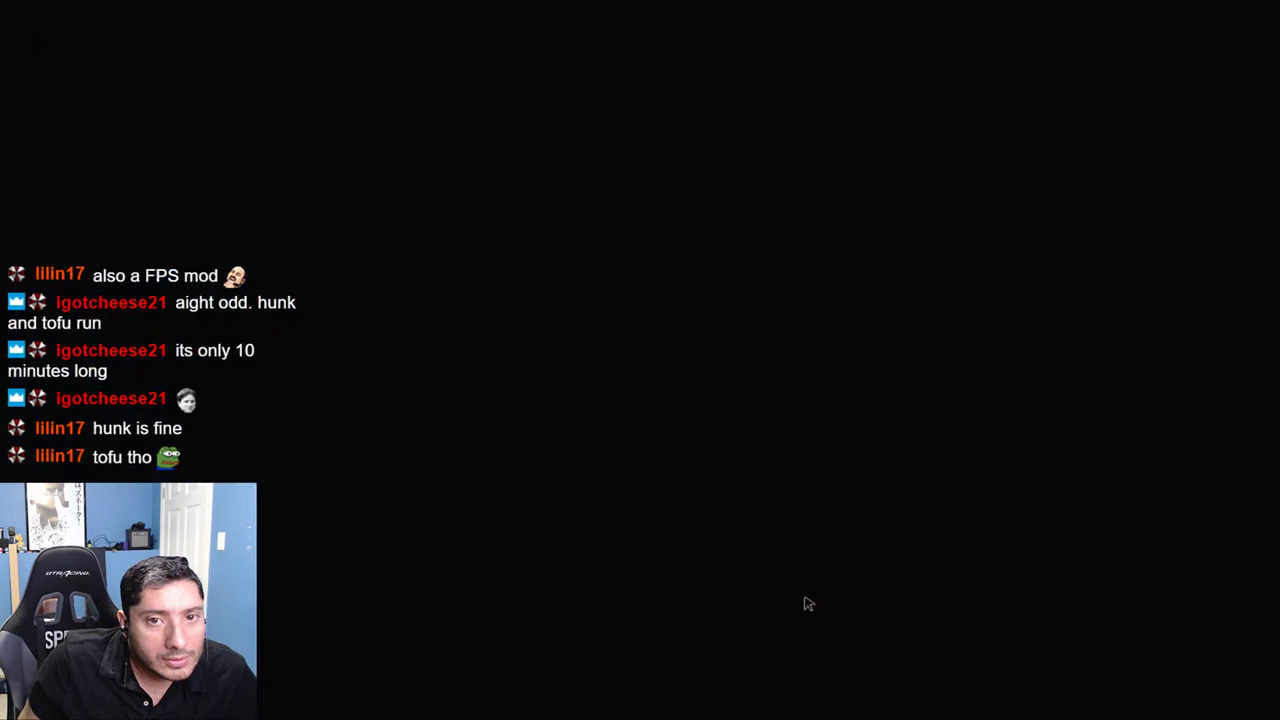 lilin17 also a FPS mod
igotcheese21 aight odd. hunk
and tofu run
igotcheese21 its only 10
minutes long
igotcheese21
lilin17 hunk is fine
lilin17 tofu tho
GTRACING